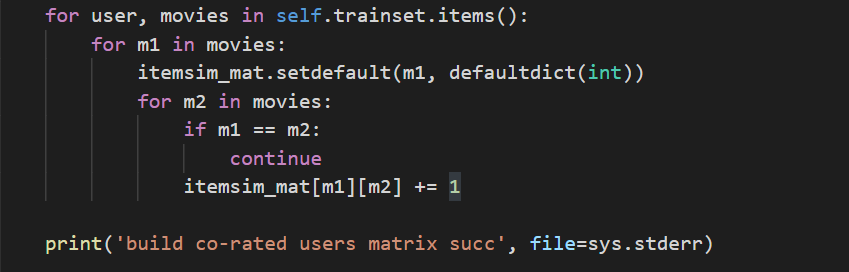 for user, movies in self.trainset.items():
    for m1 in movies:
        itemsim_mat.setdefault(m1, defaultdict(int))
        for m2 in movies:
            if m1 == m2:
                continue
            itemsim_mat[m1][m2] += 1
print('build co-rated users matrix succ', file=sys.stderr)